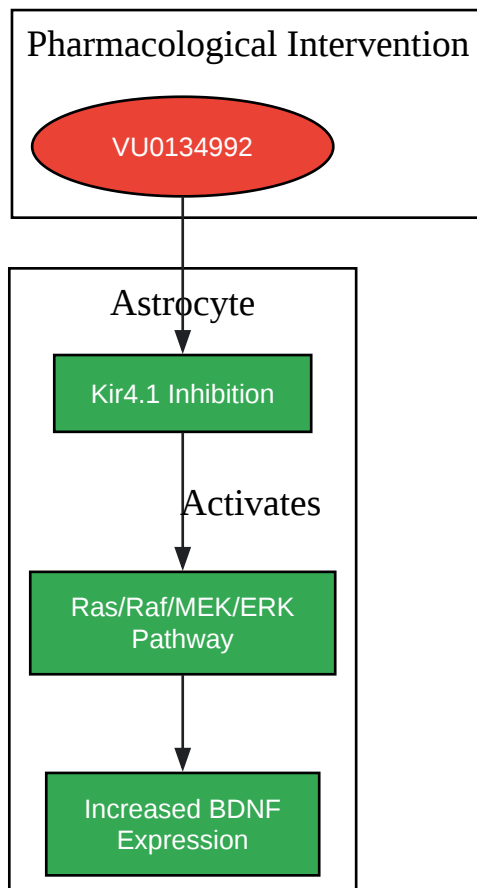 Pharmacological Intervention
VU0134992
Astrocyte
Kir4.1 Inhibition
Activates
Ras/Raf/MEK/ERK
Pathway
Increased BDNF
Expression